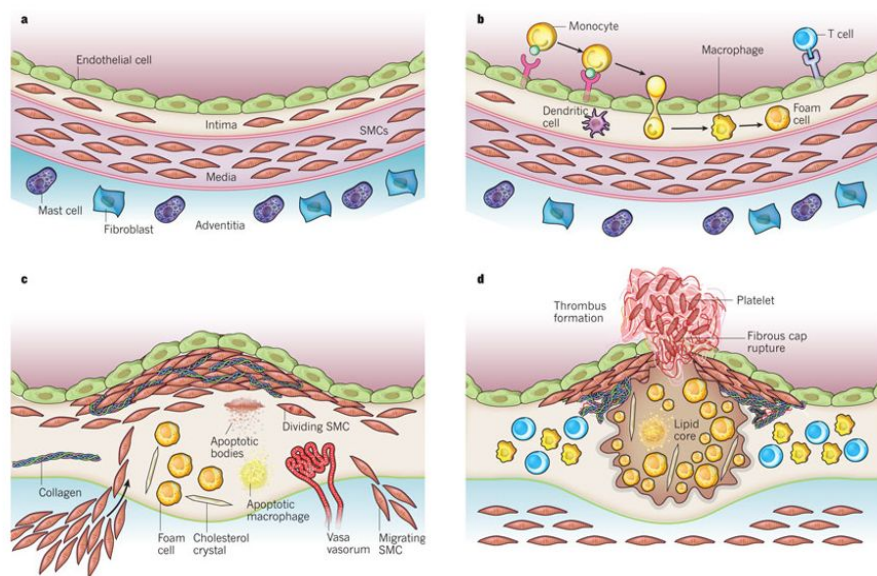 a
Endothelial cell
Intima
SMCs
Media
Mast cell
Fibroblast
Adventitia
b
Monocyte
Macrophage
T cell
Dendritic
cell
Foam
cell
c
Dividing SMC
Apoptotic
bodies
Collagen
Apoptotic
macrophage
Foam
cell
Cholesterol
crystal
Vasa
vasorum
Migrating
SMC
d
Thrombus
formation
Platelet
Fibrous cap
rupture
Lipid
core